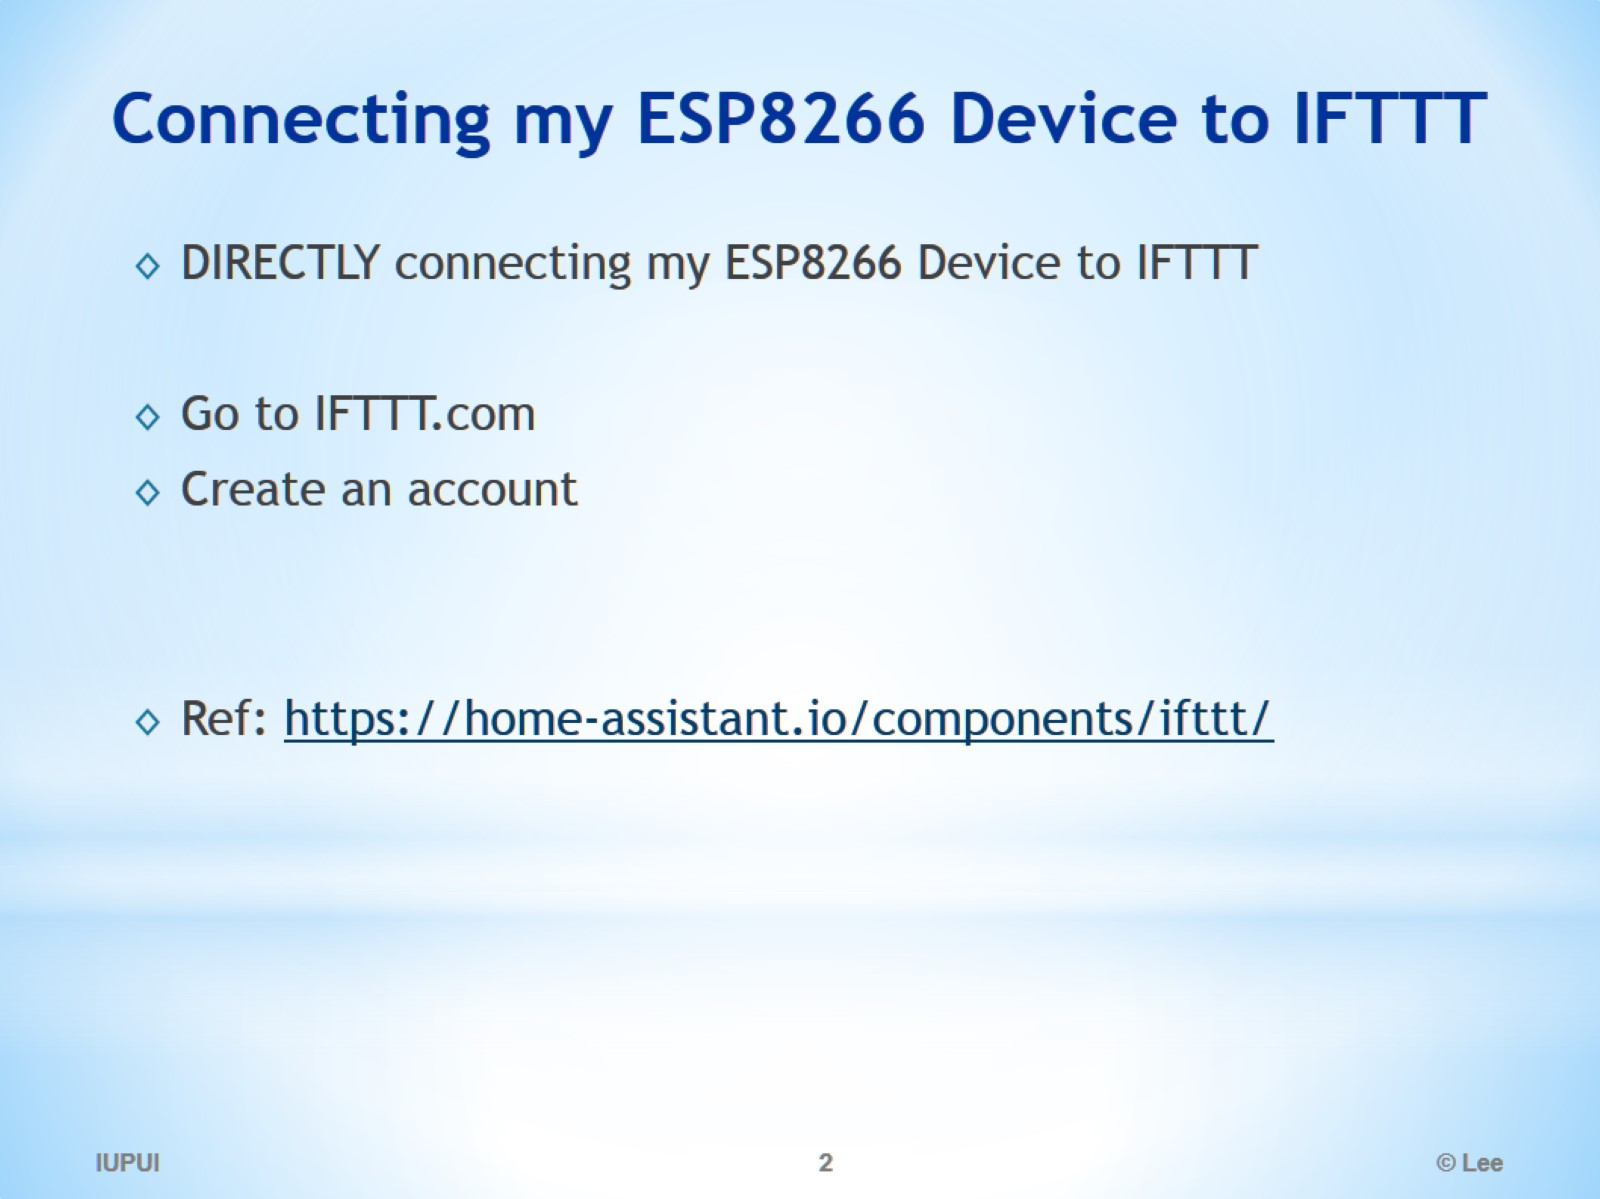 Connecting my ESP8266 Device to IFTTT
◇ DIRECTLY connecting my ESP8266 Device to IFTTT
◇ Go to IFTTT.com
◇ Create an account
◇ Ref: https://home-assistant.io/components/ifttt/
IUPUI 2 © Lee